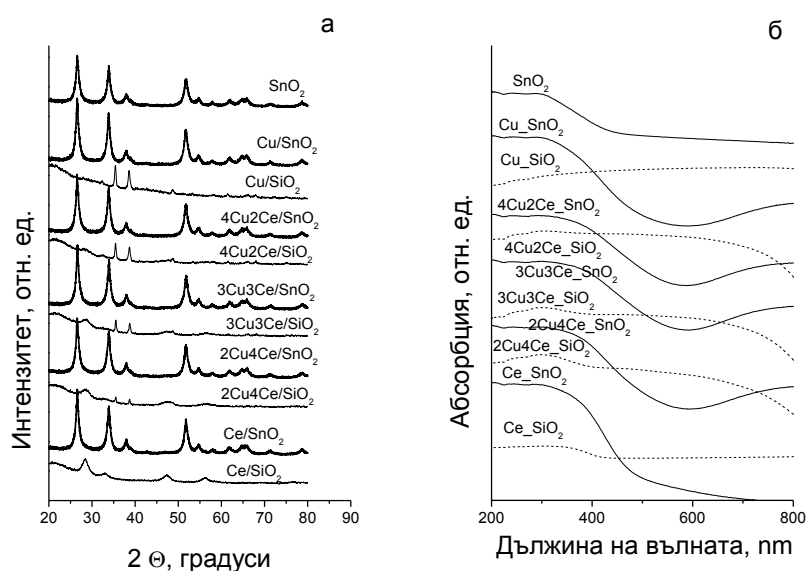 а
Интензитет, отн. ед.
SnO₂
Cu/SnO₂
Cu/SiO₂
4Cu2Ce/SnO₂
4Cu2Ce/SiO₂
3Cu3Ce/SnO₂
3Cu3Ce/SiO₂
2Cu4Ce/SnO₂
2Cu4Ce/SiO₂
Ce/SnO₂
Ce/SiO₂
20 30 40 50 60 70 80 90
2 Θ, градуси
б
Абсорбция, отн. ед.
SnO₂
Cu_SnO₂
Cu_SiO₂
4Cu2Ce_SnO₂
4Cu2Ce_SiO₂
3Cu3Ce_SnO₂
3Cu3Ce_SiO₂
2Cu4Ce_SnO₂
2Cu4Ce_SiO₂
Ce_SnO₂
Ce_SiO₂
200 400 600 800
Дължина на вълната, nm